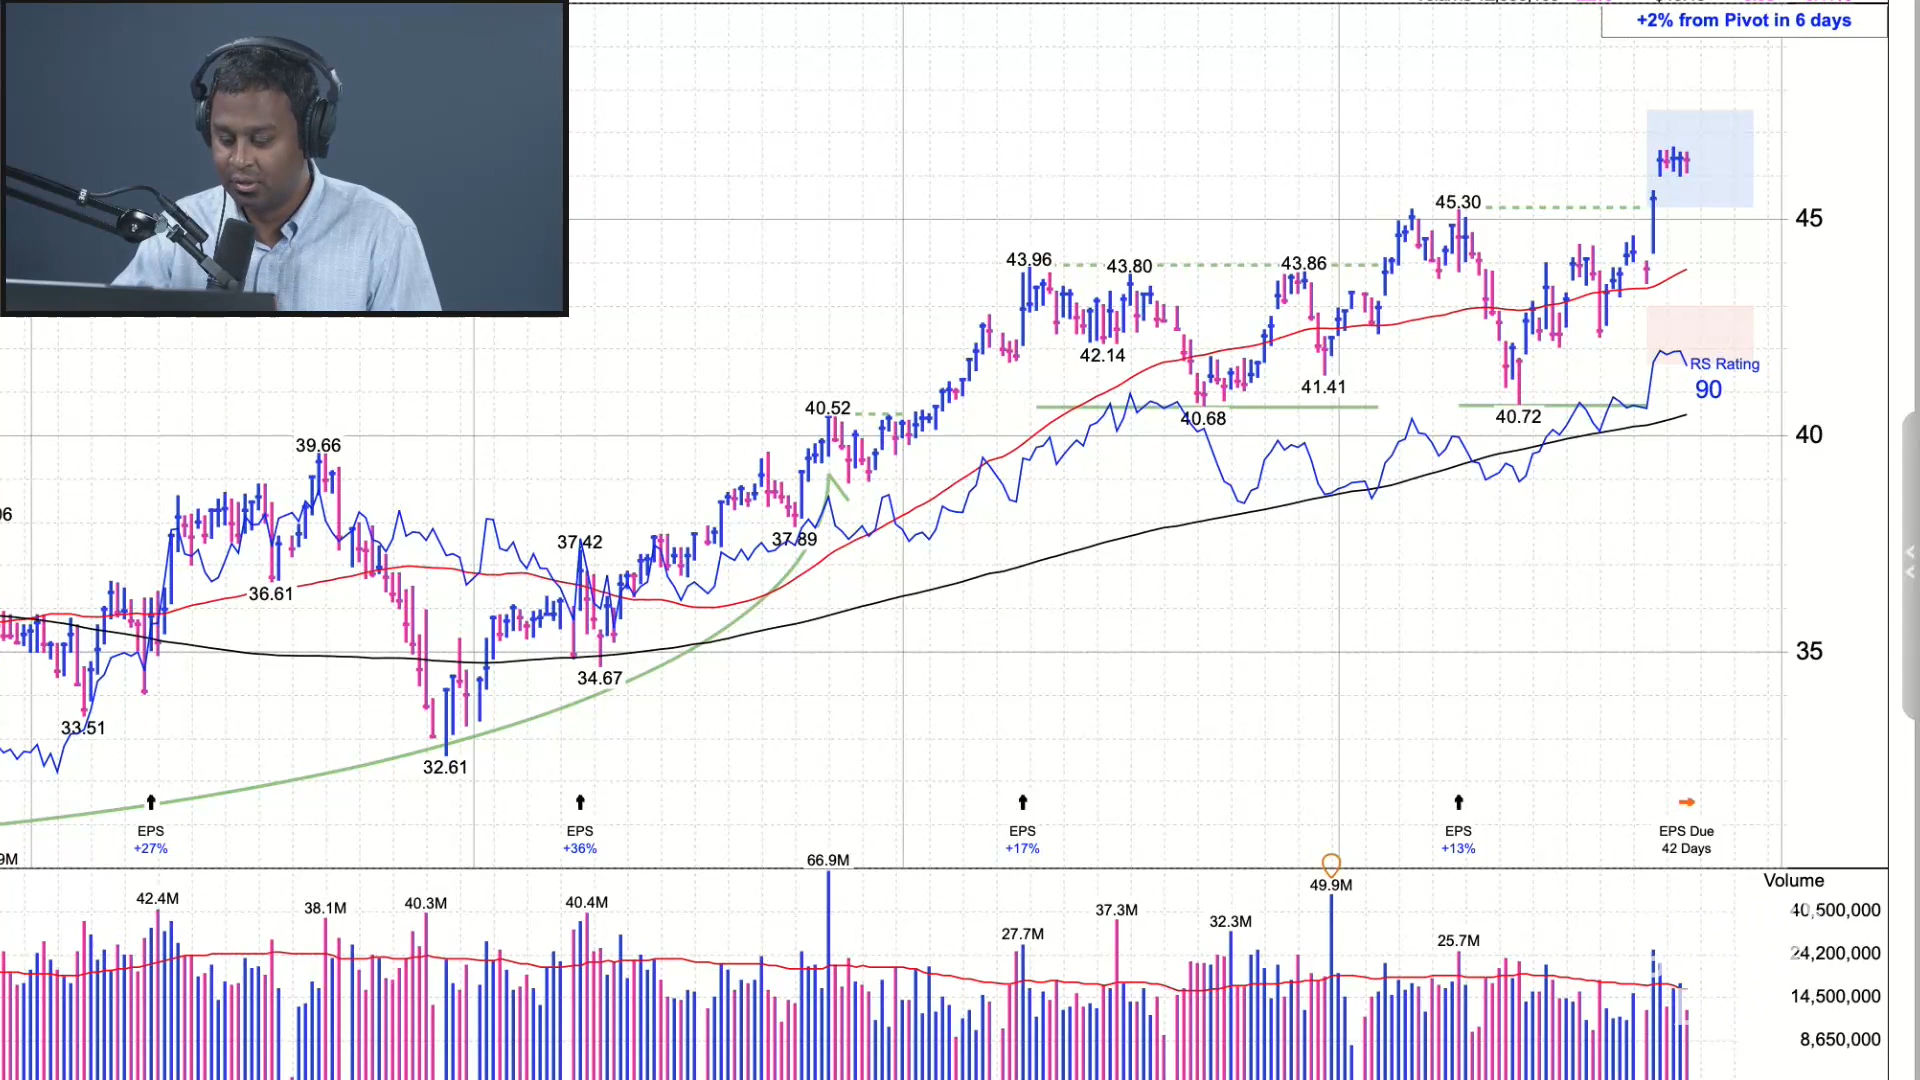 +2% from Pivot in 6 days
45.30
45
43.96
43.80
43.86
42.14
41.41
RS Rating
90
40.52
40.68
40.72
40
39.66
37.42
37.89
36.61
35
34.67
33.51
32.61
EPS
+27%
EPS
+36%
EPS
+17%
EPS
+13%
EPS Due
42 Days
9M
66.9M
Volume
42.4M
38.1M
40.3M
40.4M
27.7M
37.3M
32.3M
49.9M
25.7M
40,500,000
24,200,000
14,500,000
8,650,000